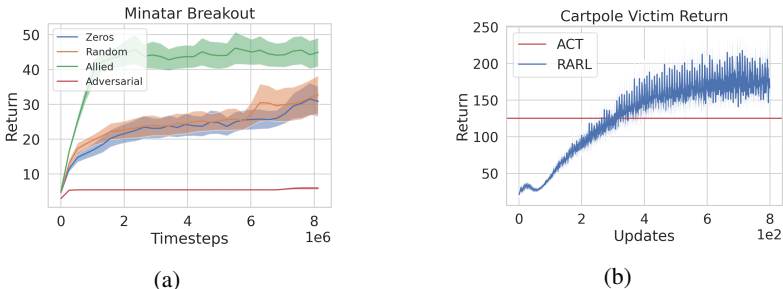 Minatar Breakout
50
40
30
20
10
Return
Zeros
Random
Allied
Adversarial
0
2
4
6
8
1e6
Timesteps
(a)
Cartpole Victim Return
250
200
150
100
50
Return
ACT
RARL
0
2
4
6
8
1e2
Updates
(b)